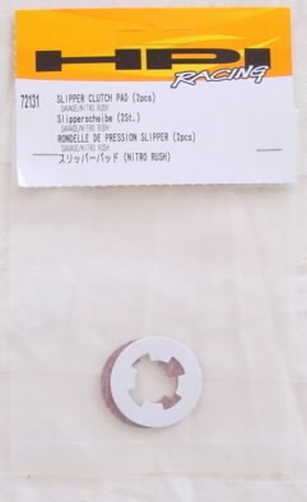 HPI
RACING
72131 SLIPPER CLUTCH PAD (2pcs)
SAVAGE/NITRO RUSH
Slipperscheibe (2St.)
SAVAGE/NITRO RUSH
RONDELLE DE PRESSION SLIPPER (2pcs)
SAVAGE/NITRO RUSH
スリッパーパッド (NITRO RUSH)